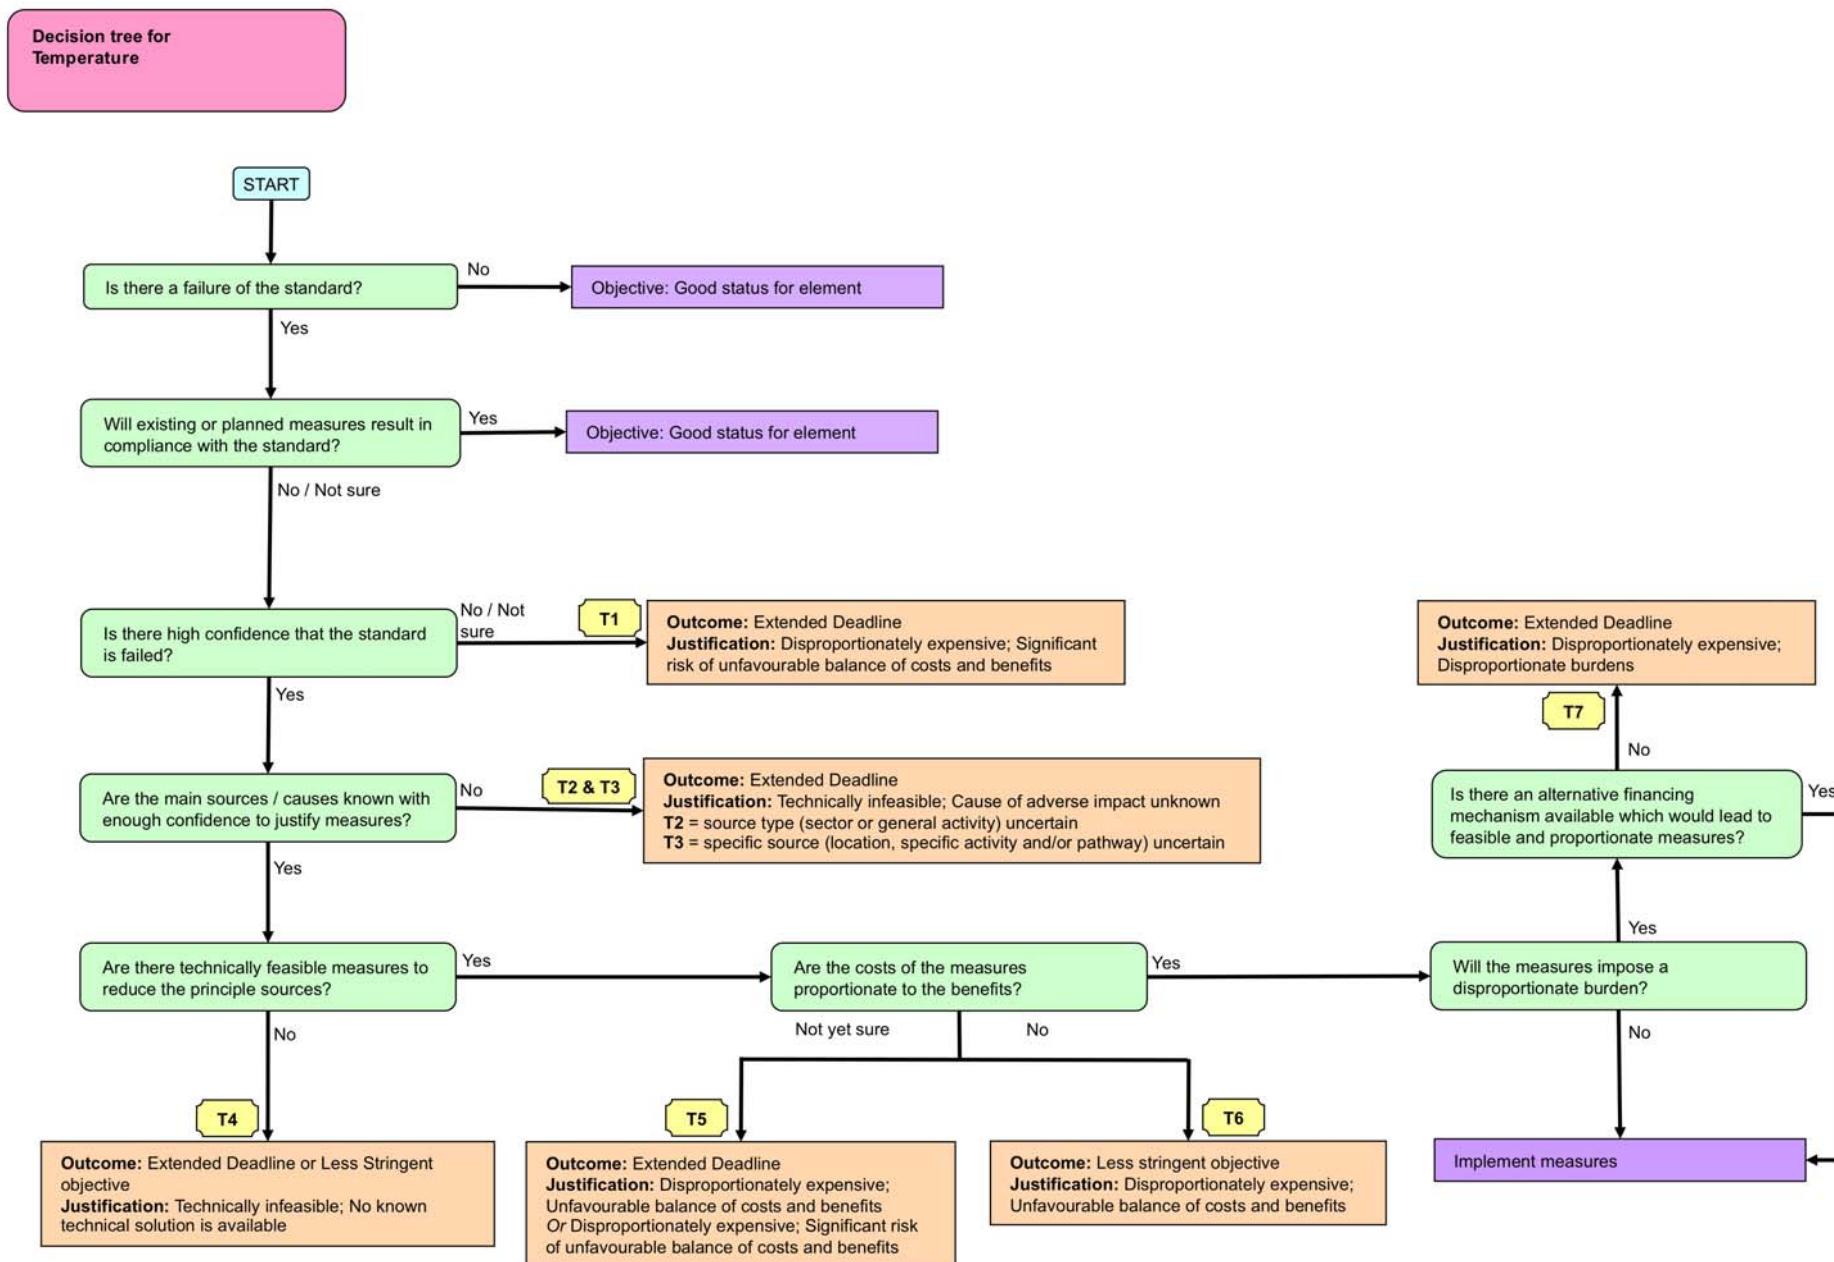 Decision tree for
Temperature
START
Is there a failure of the standard?
No
Objective: Good status for element
Yes
Will existing or planned measures result in
compliance with the standard?
Yes
Objective: Good status for element
No / Not sure
Is there high confidence that the standard
is failed?
No / Not
sure
T1
Outcome: Extended Deadline
Justification: Disproportionately expensive; Significant
risk of unfavourable balance of costs and benefits
Yes
Are the main sources / causes known with
enough confidence to justify measures?
No
T2 & T3
Outcome: Extended Deadline
Justification: Technically infeasible; Cause of adverse impact unknown
T2 = source type (sector or general activity) uncertain
T3 = specific source (location, specific activity and/or pathway) uncertain
Yes
Are there technically feasible measures to
reduce the principle sources?
Yes
Are the costs of the measures
proportionate to the benefits?
Yes
Will the measures impose a
disproportionate burden?
Yes
Is there an alternative financing
mechanism available which would lead to
feasible and proportionate measures?
Yes
No
T7
Outcome: Extended Deadline
Justification: Disproportionately expensive;
Disproportionate burdens
No
Implement measures
No
T4
Outcome: Extended Deadline or Less Stringent
objective
Justification: Technically infeasible; No known
technical solution is available
Not yet sure
T5
Outcome: Extended Deadline
Justification: Disproportionately expensive;
Unfavourable balance of costs and benefits
Or Disproportionately expensive; Significant risk
of unfavourable balance of costs and benefits
No
T6
Outcome: Less stringent objective
Justification: Disproportionately expensive;
Unfavourable balance of costs and benefits